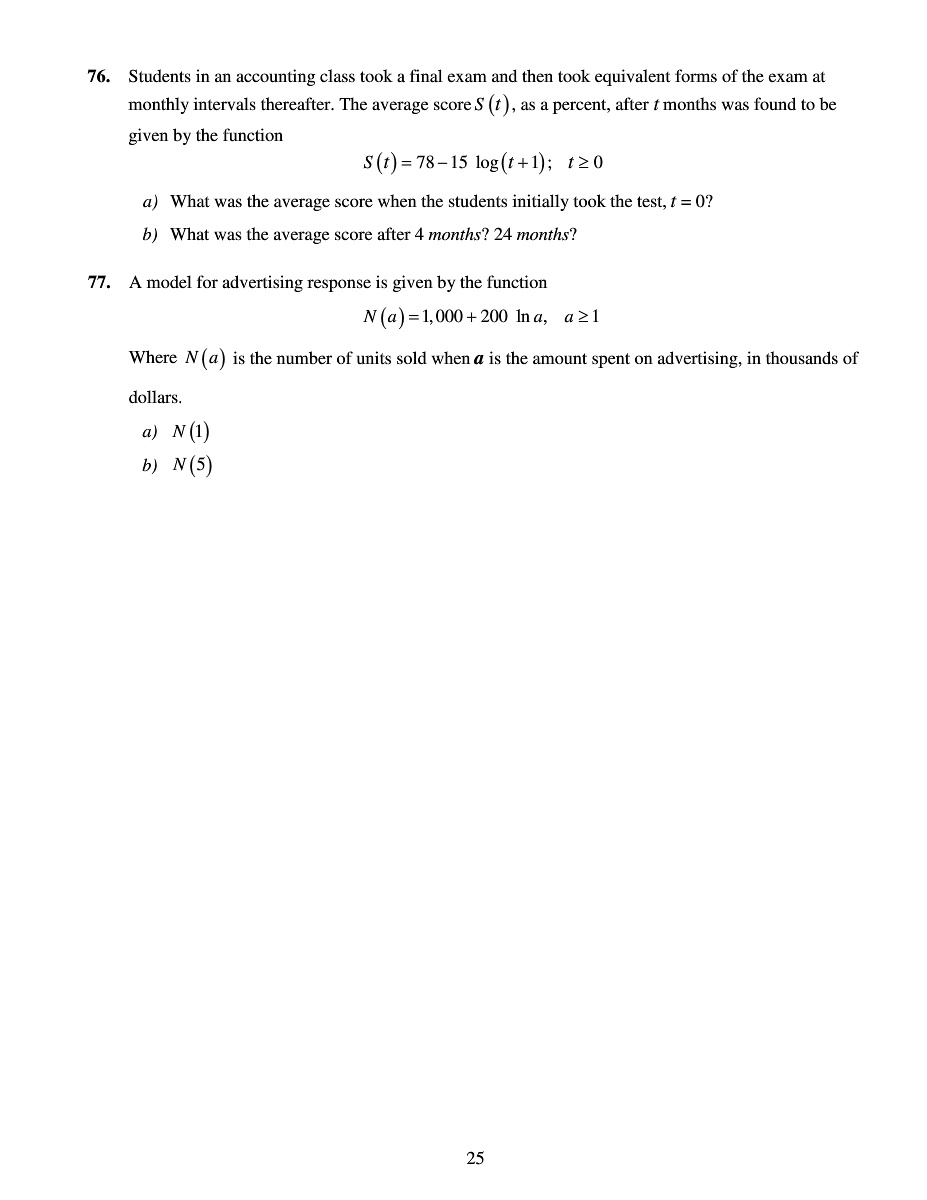 76. Students in an accounting class took a final exam and then took equivalent forms of the exam at
monthly intervals thereafter. The average score S(t), as a percent, after t months was found to be
given by the function
S(t) = 78 − 15 log(t + 1); t ≥ 0
a) What was the average score when the students initially took the test, t = 0?
b) What was the average score after 4 months? 24 months?
77. A model for advertising response is given by the function
N(a) = 1,000 + 200 ln a, a ≥ 1
Where N(a) is the number of units sold when a is the amount spent on advertising, in thousands of
dollars.
a) N(1)
b) N(5)
25